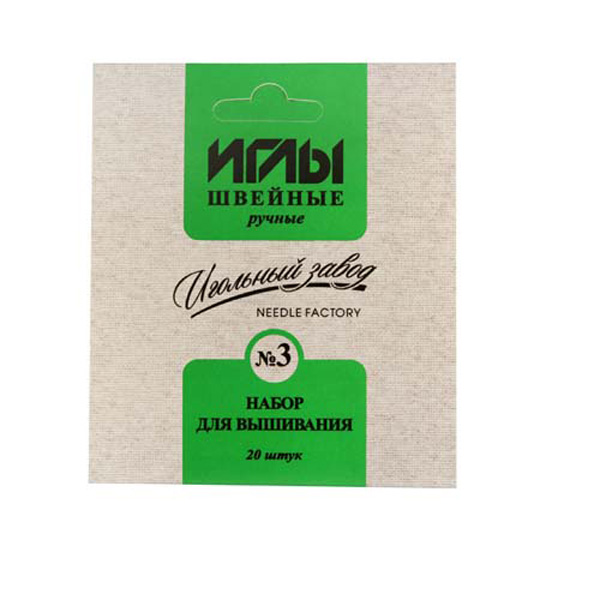 ИГЛЫ
ШВЕЙНЫЕ
ручные
Игольный завод
NEEDLE FACTORY
№3
НАБОР
ДЛЯ ВЫШИВАНИЯ
20 штук